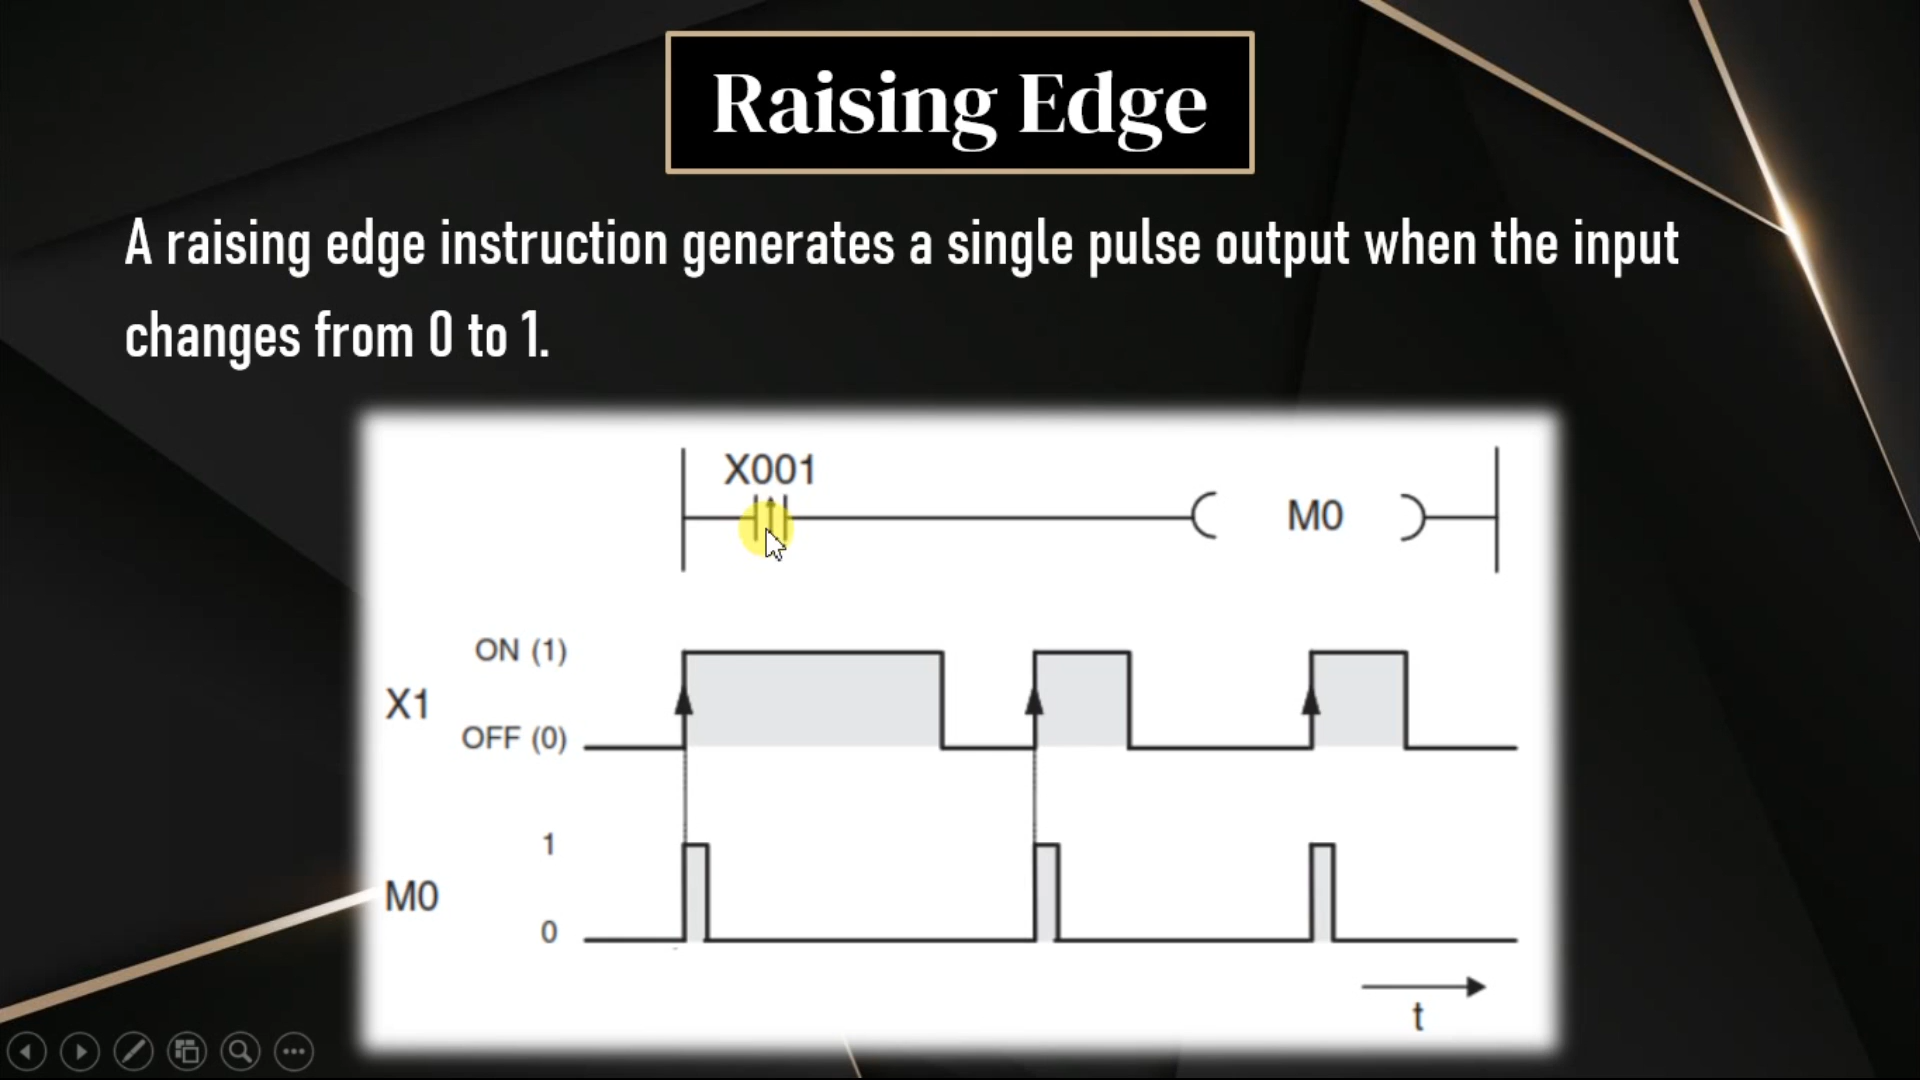 Raising Edge
A raising edge instruction generates a single pulse output when the input
changes from 0 to 1.
X001
M0
ON (1)
X1
OFF (0)
1
M0
0
t